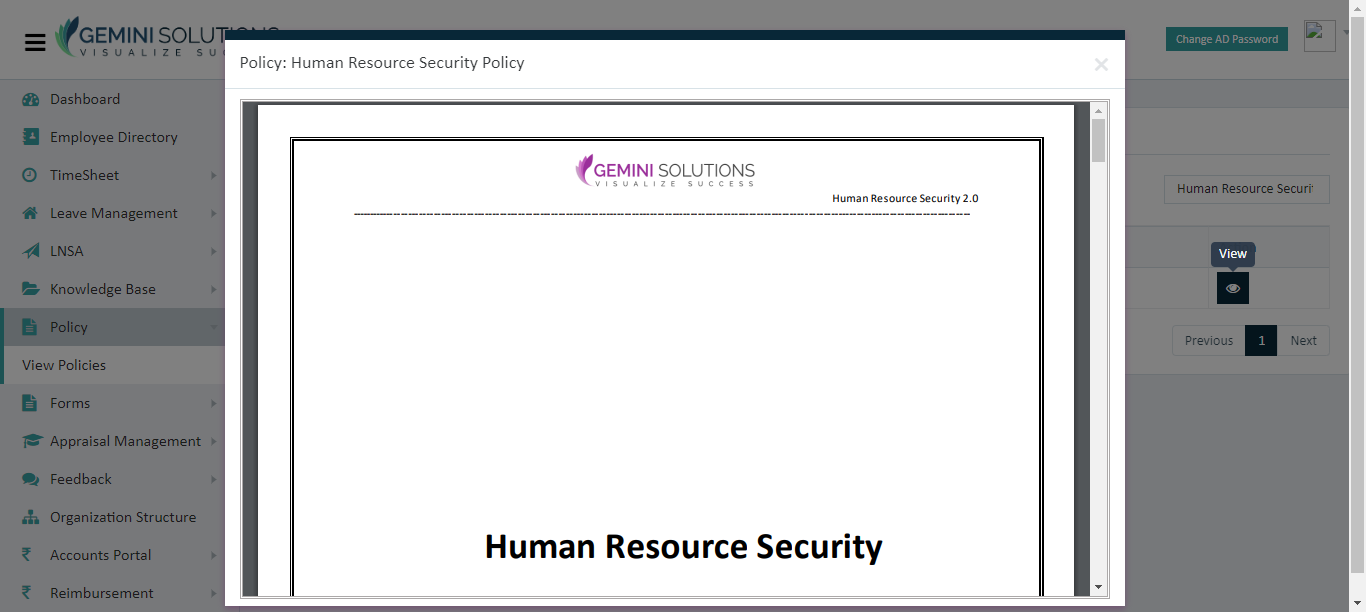 GEMINI SOLUTIONS
VISUALIZE SU
Change AD Password
Dashboard
Employee Directory
TimeSheet
Leave Management
LNSA
Knowledge Base
Policy
View Policies
Forms
Appraisal Management
Feedback
Organization Structure
Accounts Portal
Reimbursement
Policy: Human Resource Security Policy
×
GEMINI SOLUTIONS
VISUALIZE SUCCESS
Human Resource Security 2.0
Human Resource Security
Human Resource Securi
View
Previous
1
Next